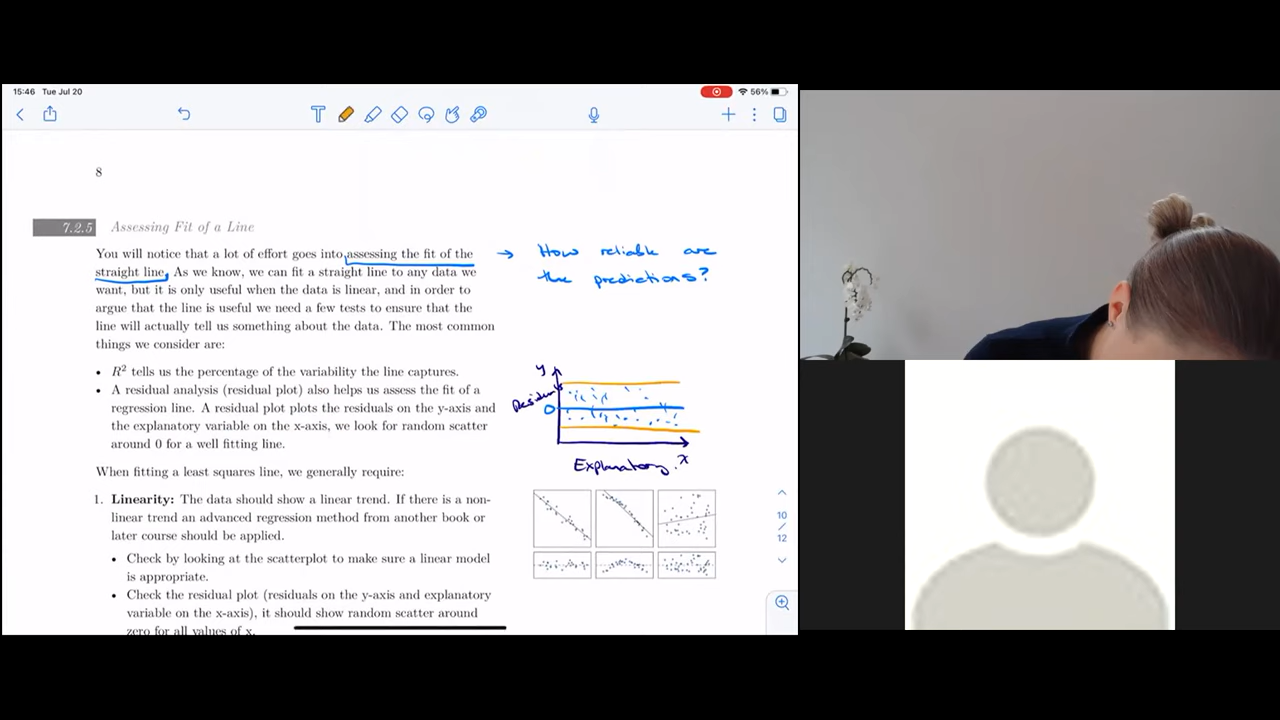 15:46 Tue Jul 20
56%
8
7.2.5 Assessing Fit of a Line
You will notice that a lot of effort goes into assessing the fit of the
straight line. As we know, we can fit a straight line to any data we
want, but it is only useful when the data is linear, and in order to
argue that the line is useful we need a few tests to ensure that the
line will actually tell us something about the data. The most common
things we consider are:
→ How reliable are
the predictions?
• R² tells us the percentage of the variability the line captures.
• A residual analysis (residual plot) also helps us assess the fit of a
regression line. A residual plot plots the residuals on the y-axis and
the explanatory variable on the x-axis, we look for random scatter
around 0 for a well fitting line.
y
0
Explanatory x
When fitting a least squares line, we generally require:
1. Linearity: The data should show a linear trend. If there is a non-
linear trend an advanced regression method from another book or
later course should be applied.
• Check by looking at the scatterplot to make sure a linear model
is appropriate.
• Check the residual plot (residuals on the y-axis and explanatory
variable on the x-axis), it should show random scatter around
zero for all values of x.
10
/
12